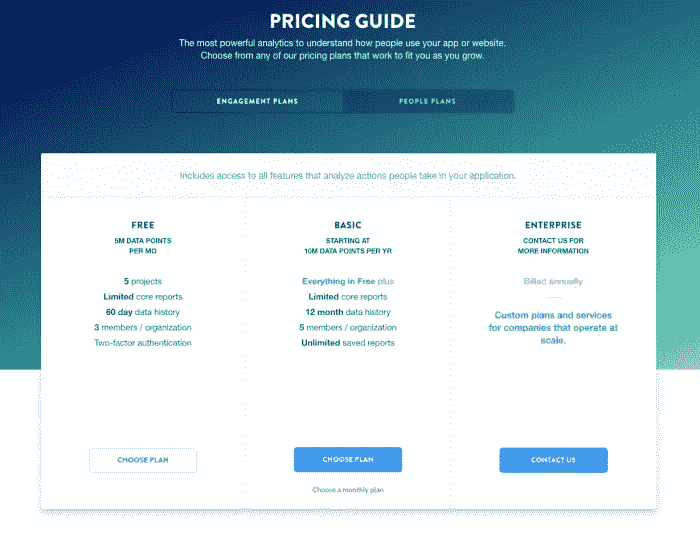 PRICING GUIDE
The most powerful analytics to understand how people use your app or website.
Choose from any of our pricing plans that work to fit you as you grow.
ENGAGEMENT PLANS
PEOPLE PLANS
Includes access to all features that analyze actions people take in your application.
FREE
5M DATA POINTS
PER MO
5 projects
Limited core reports
60 day data history
3 members / organization
Two-factor authentication
CHOOSE PLAN
BASIC
STARTING AT
10M DATA POINTS PER YR
Everything in Free plus
Limited core reports
12 month data history
5 members / organization
Unlimited saved reports
CHOOSE PLAN
Choose a monthly plan
ENTERPRISE
CONTACT US FOR
MORE INFORMATION
Billed annually
Custom plans and services
for companies that operate at
scale.
CONTACT US